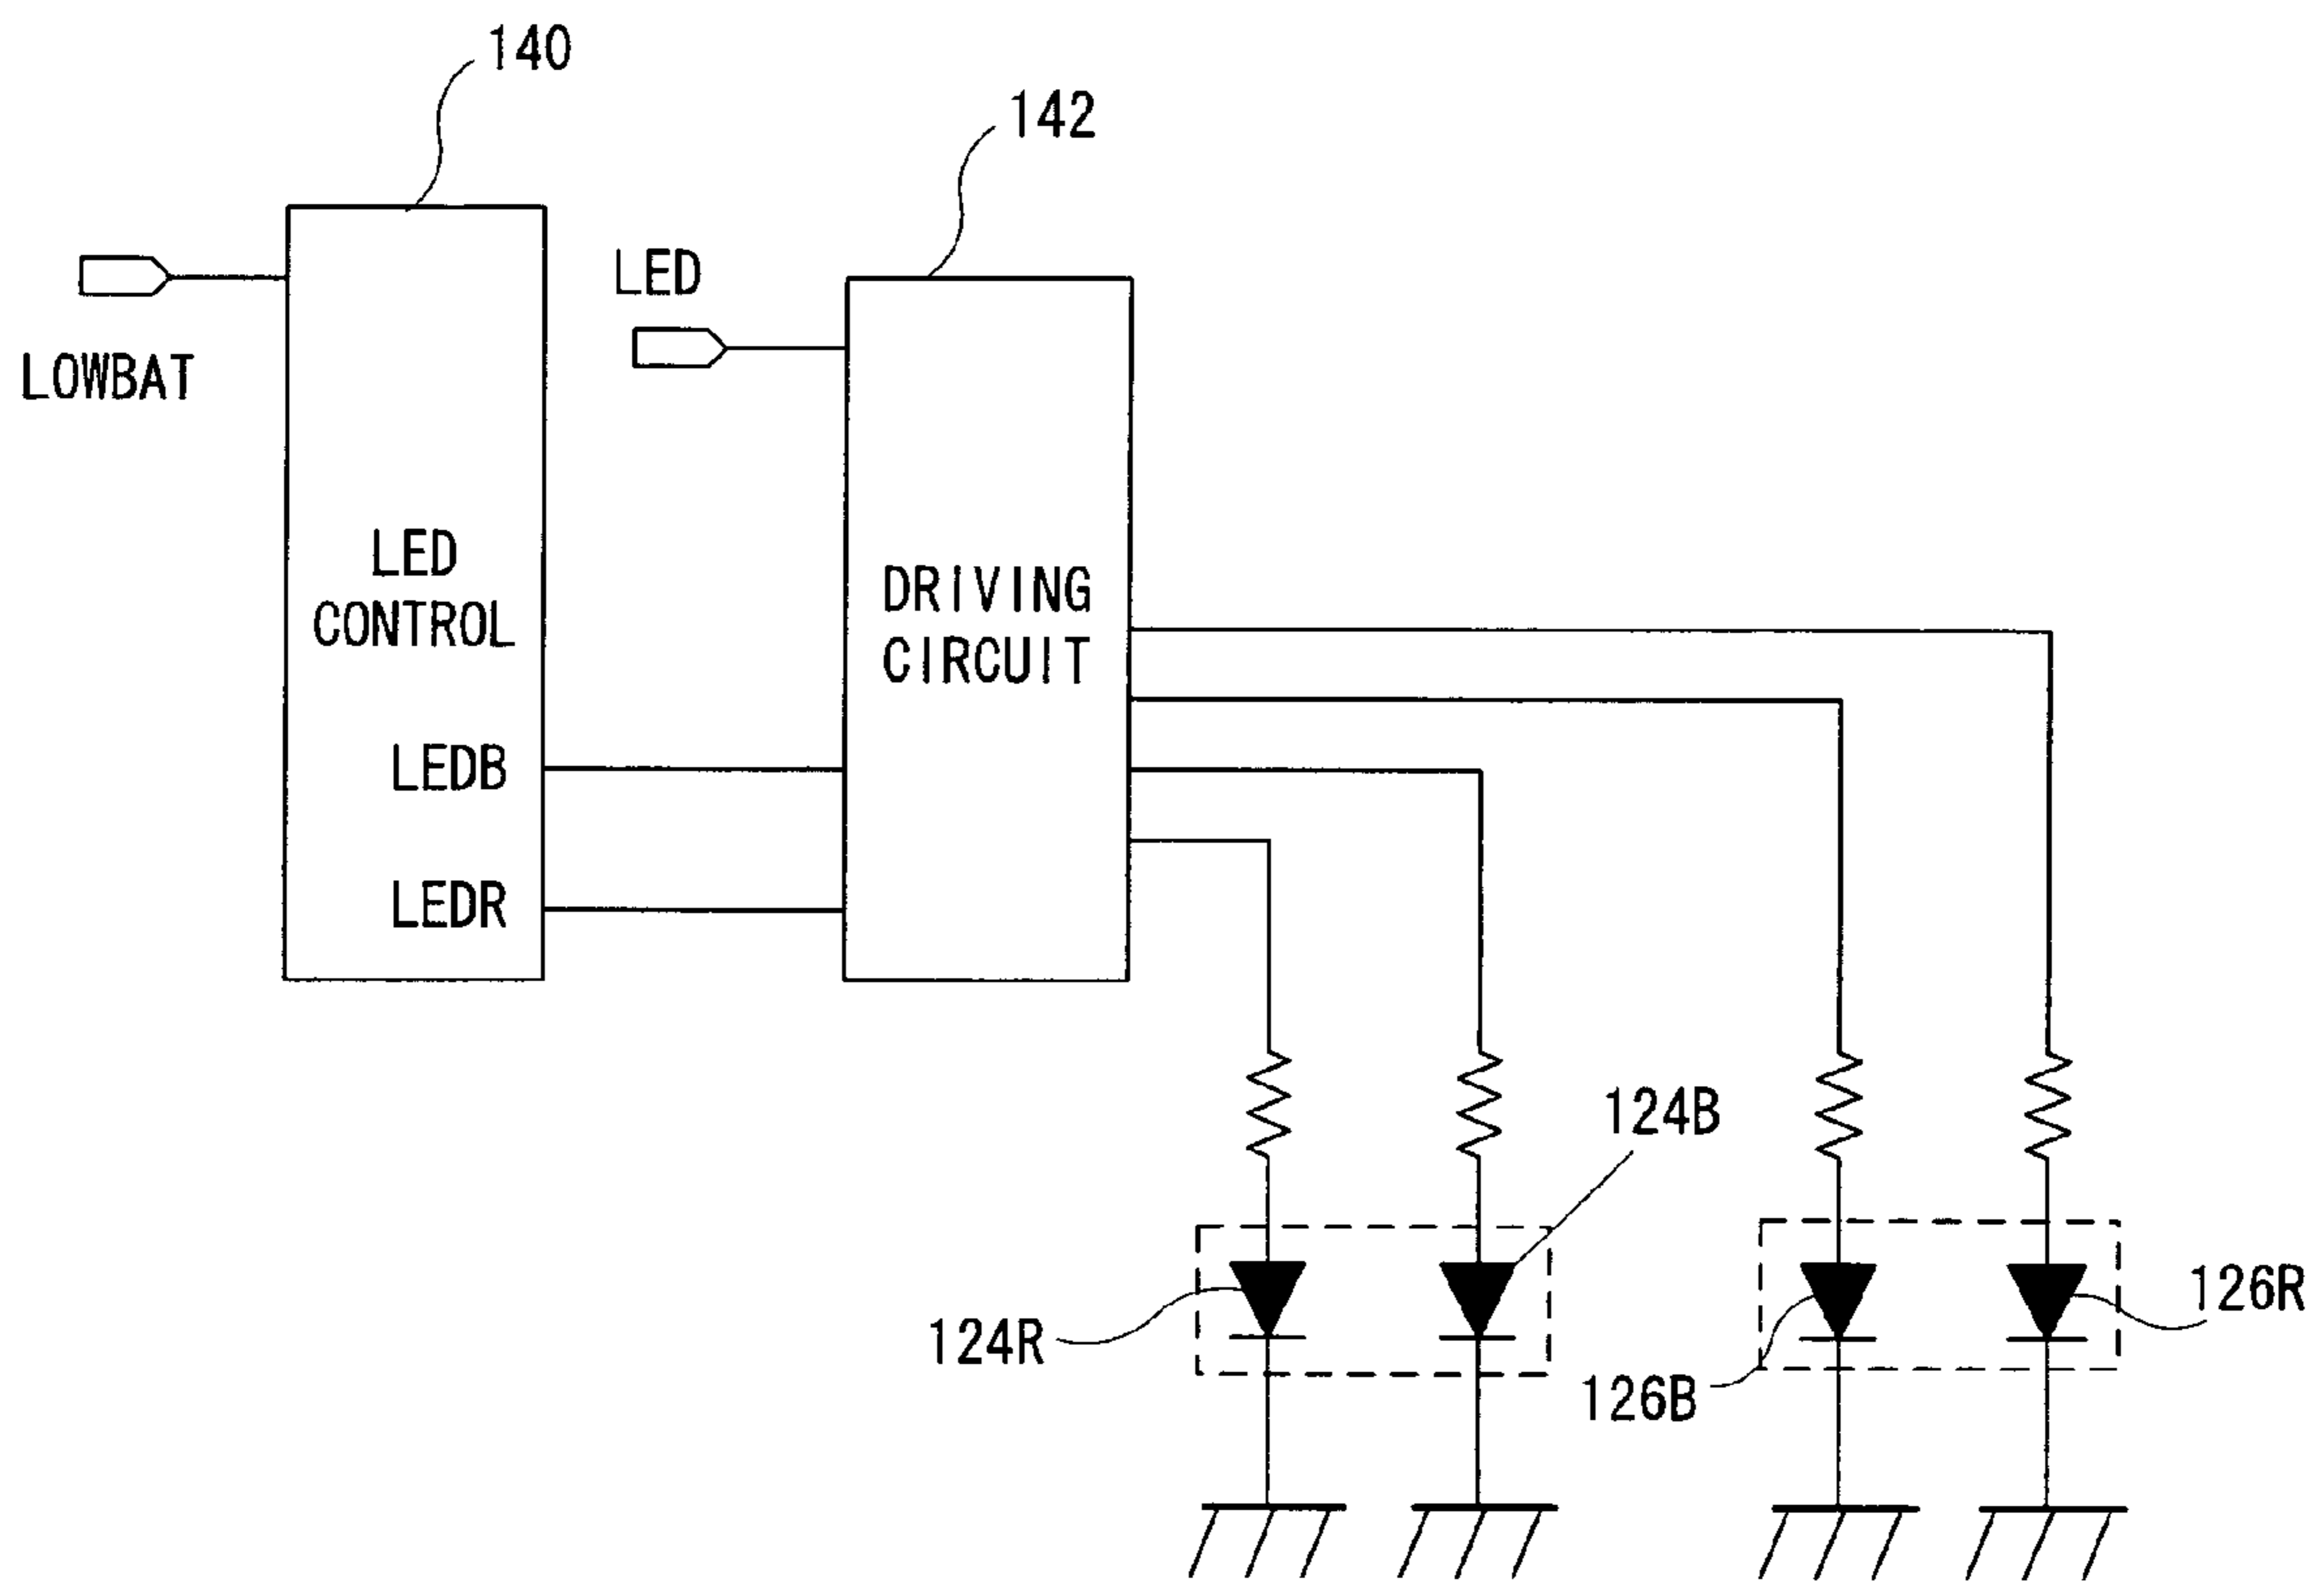 140
142
LED
LOWBAT
LED
CONTROL
DRIVING
CIRCUIT
LEDB
LEDR
124B
124R
126R
126B